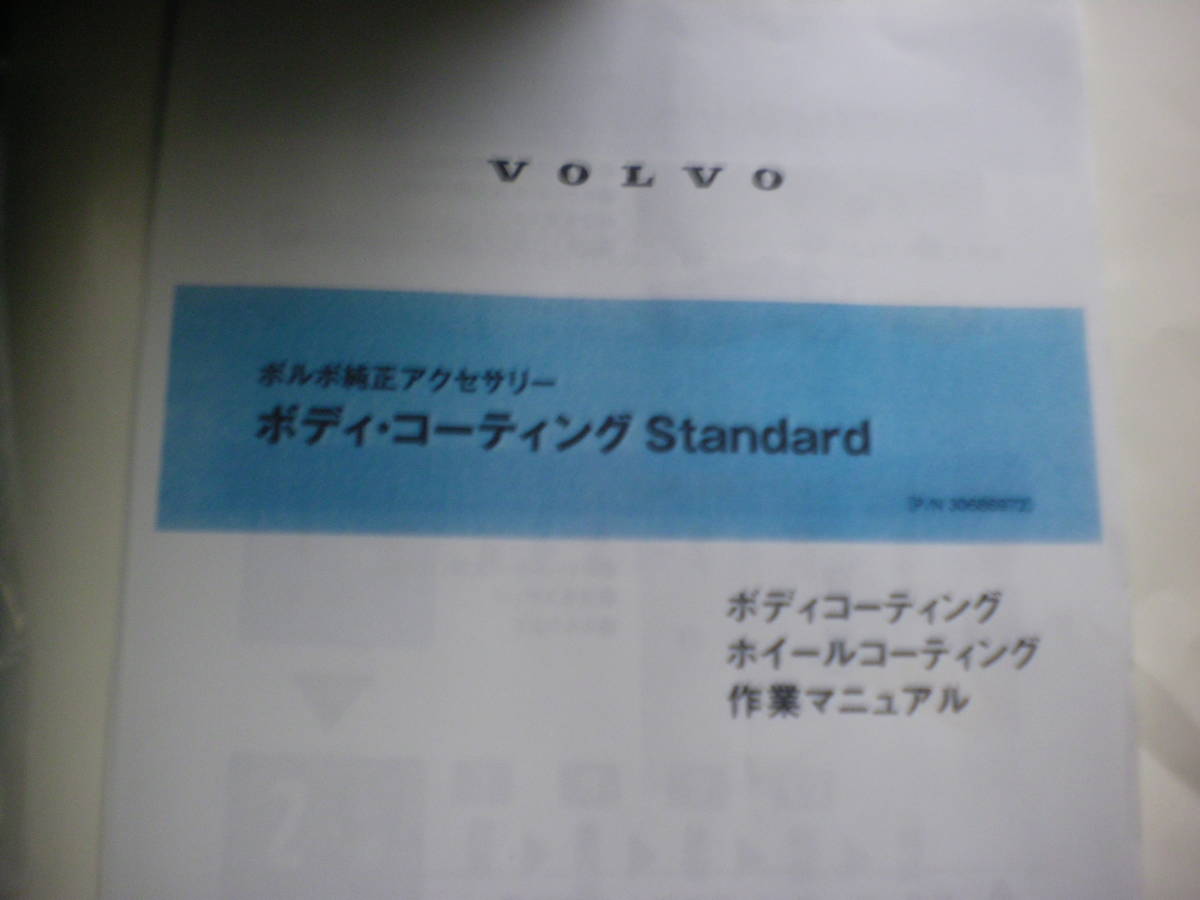 VOLVO
ボルボ純正アクセサリー
ボディ・コーティング Standard
ボディコーティング
ホイールコーティング
作業マニュアル